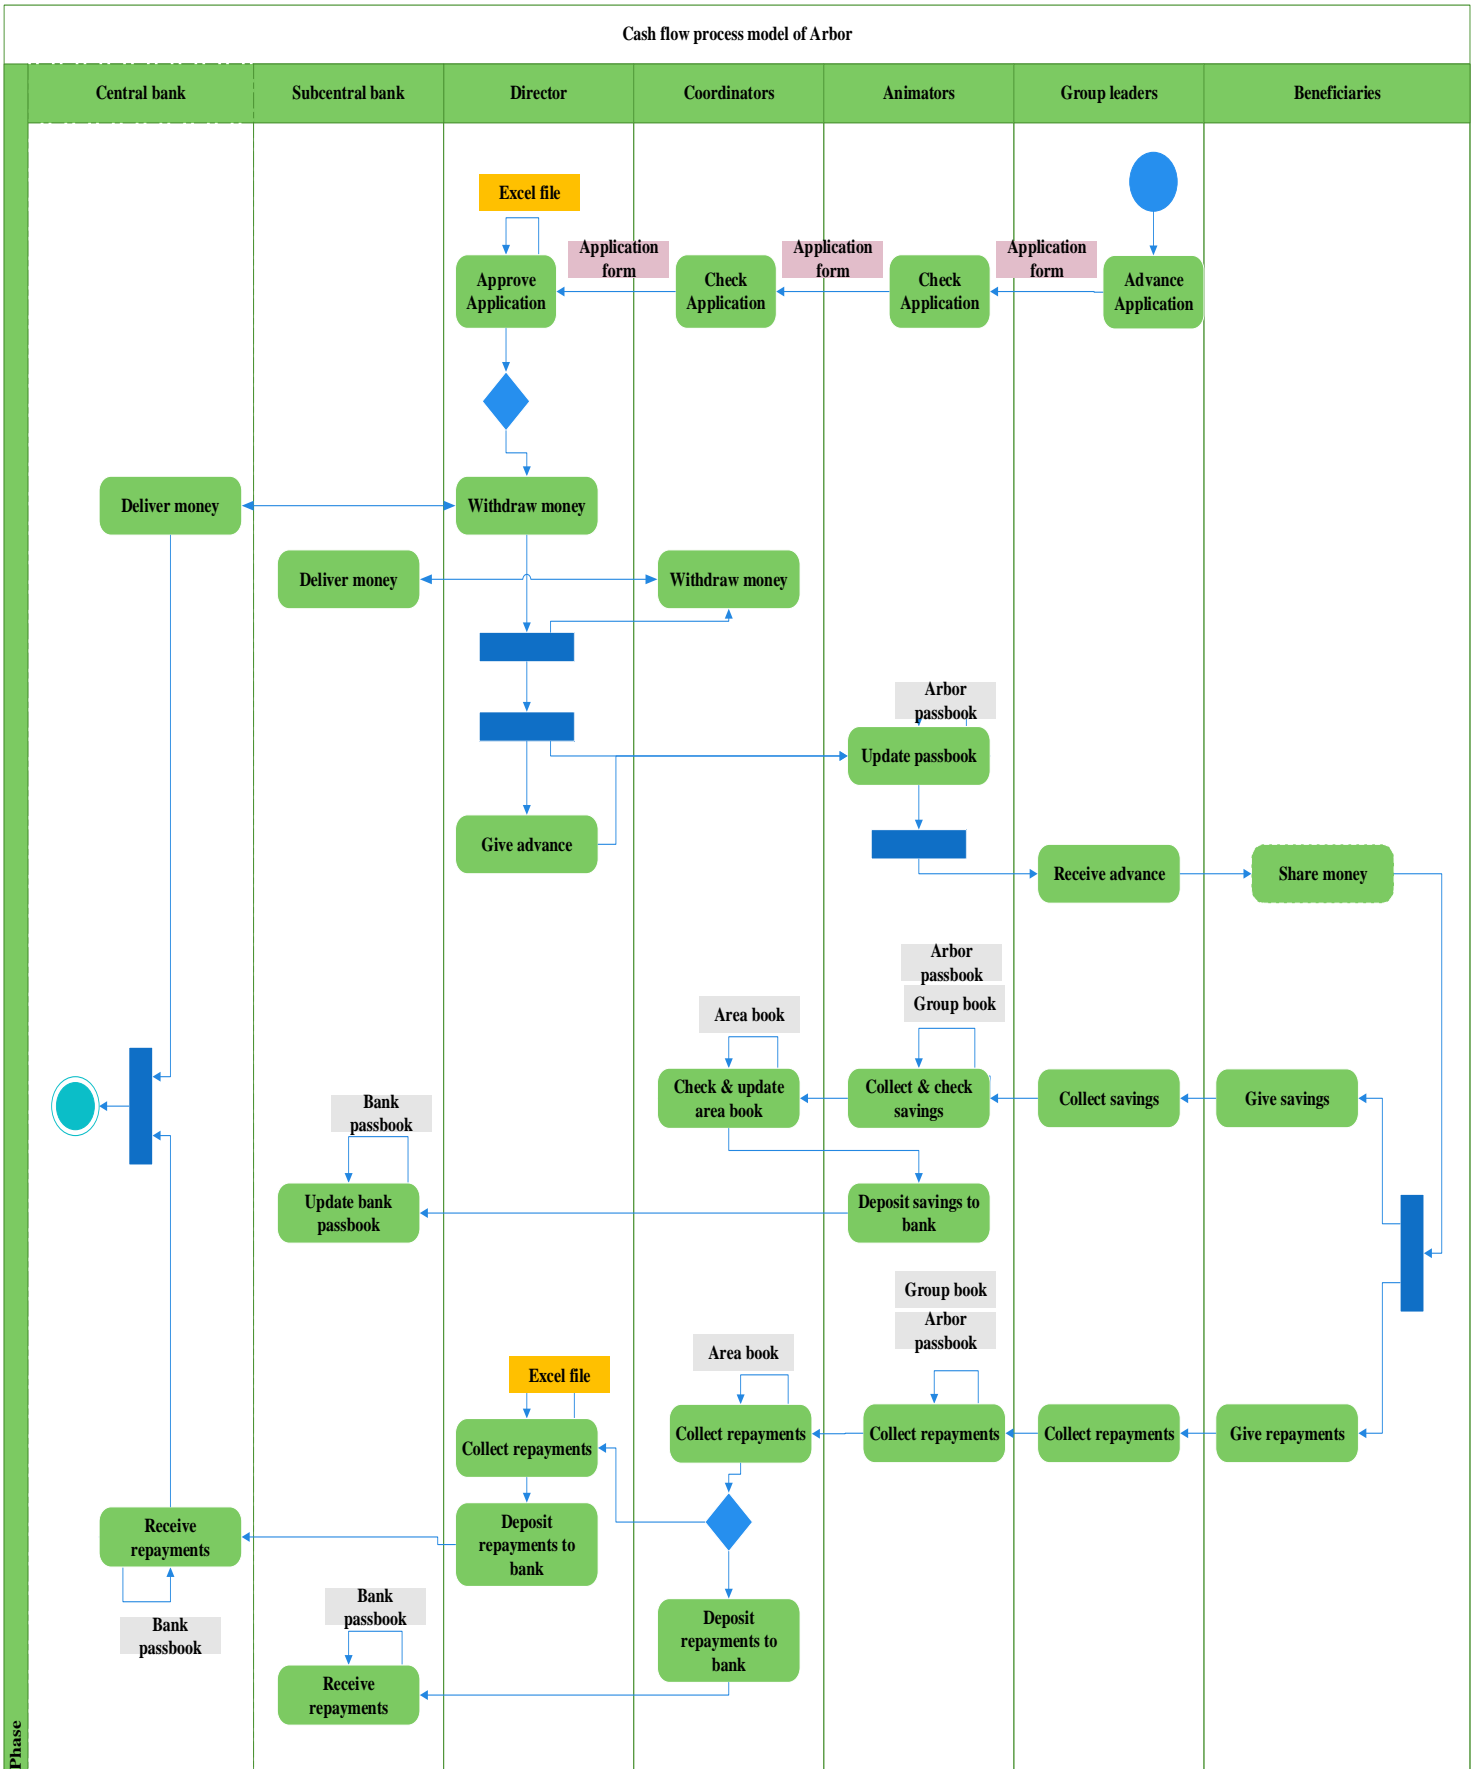 Cash flow process model of Arbor
Central bank
Subcentral bank
Director
Coordinators
Animators
Group leaders
Beneficiaries
Excel file
Application
form
Application
form
Application
form
Approve
Application
Check
Application
Check
Application
Advance
Application
Deliver money
Withdraw money
Deliver money
Withdraw money
Arbor
passbook
Update passbook
Give advance
Receive advance
Share money
Arbor
passbook
Group book
Area book
Check & update
area book
Collect & check
savings
Collect savings
Give savings
Bank
passbook
Update bank
passbook
Deposit savings to
bank
Group book
Arbor
passbook
Area book
Excel file
Collect repayments
Collect repayments
Collect repayments
Collect repayments
Give repayments
Receive
repayments
Deposit
repayments to
bank
Bank
passbook
Bank
passbook
Deposit
repayments to
bank
Receive
repayments
Phase